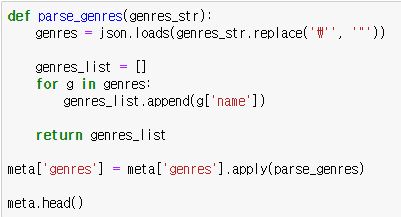 def parse_genres(genres_str):
    genres = json.loads(genres_str.replace('₩'', '"'))
    genres_list = []
    for g in genres:
        genres_list.append(g['name'])
    return genres_list
meta['genres'] = meta['genres'].apply(parse_genres)
meta.head()